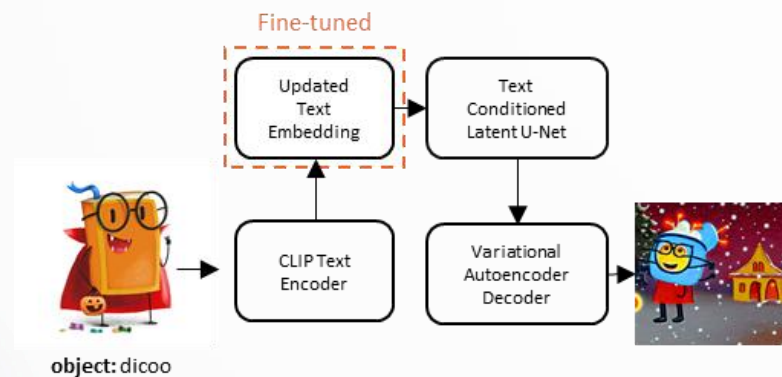 Fine-tuned
Updated
Text
Embedding
Text
Conditioned
Latent U-Net
CLIP Text
Encoder
Variational
Autoencoder
Decoder
object: dicoo